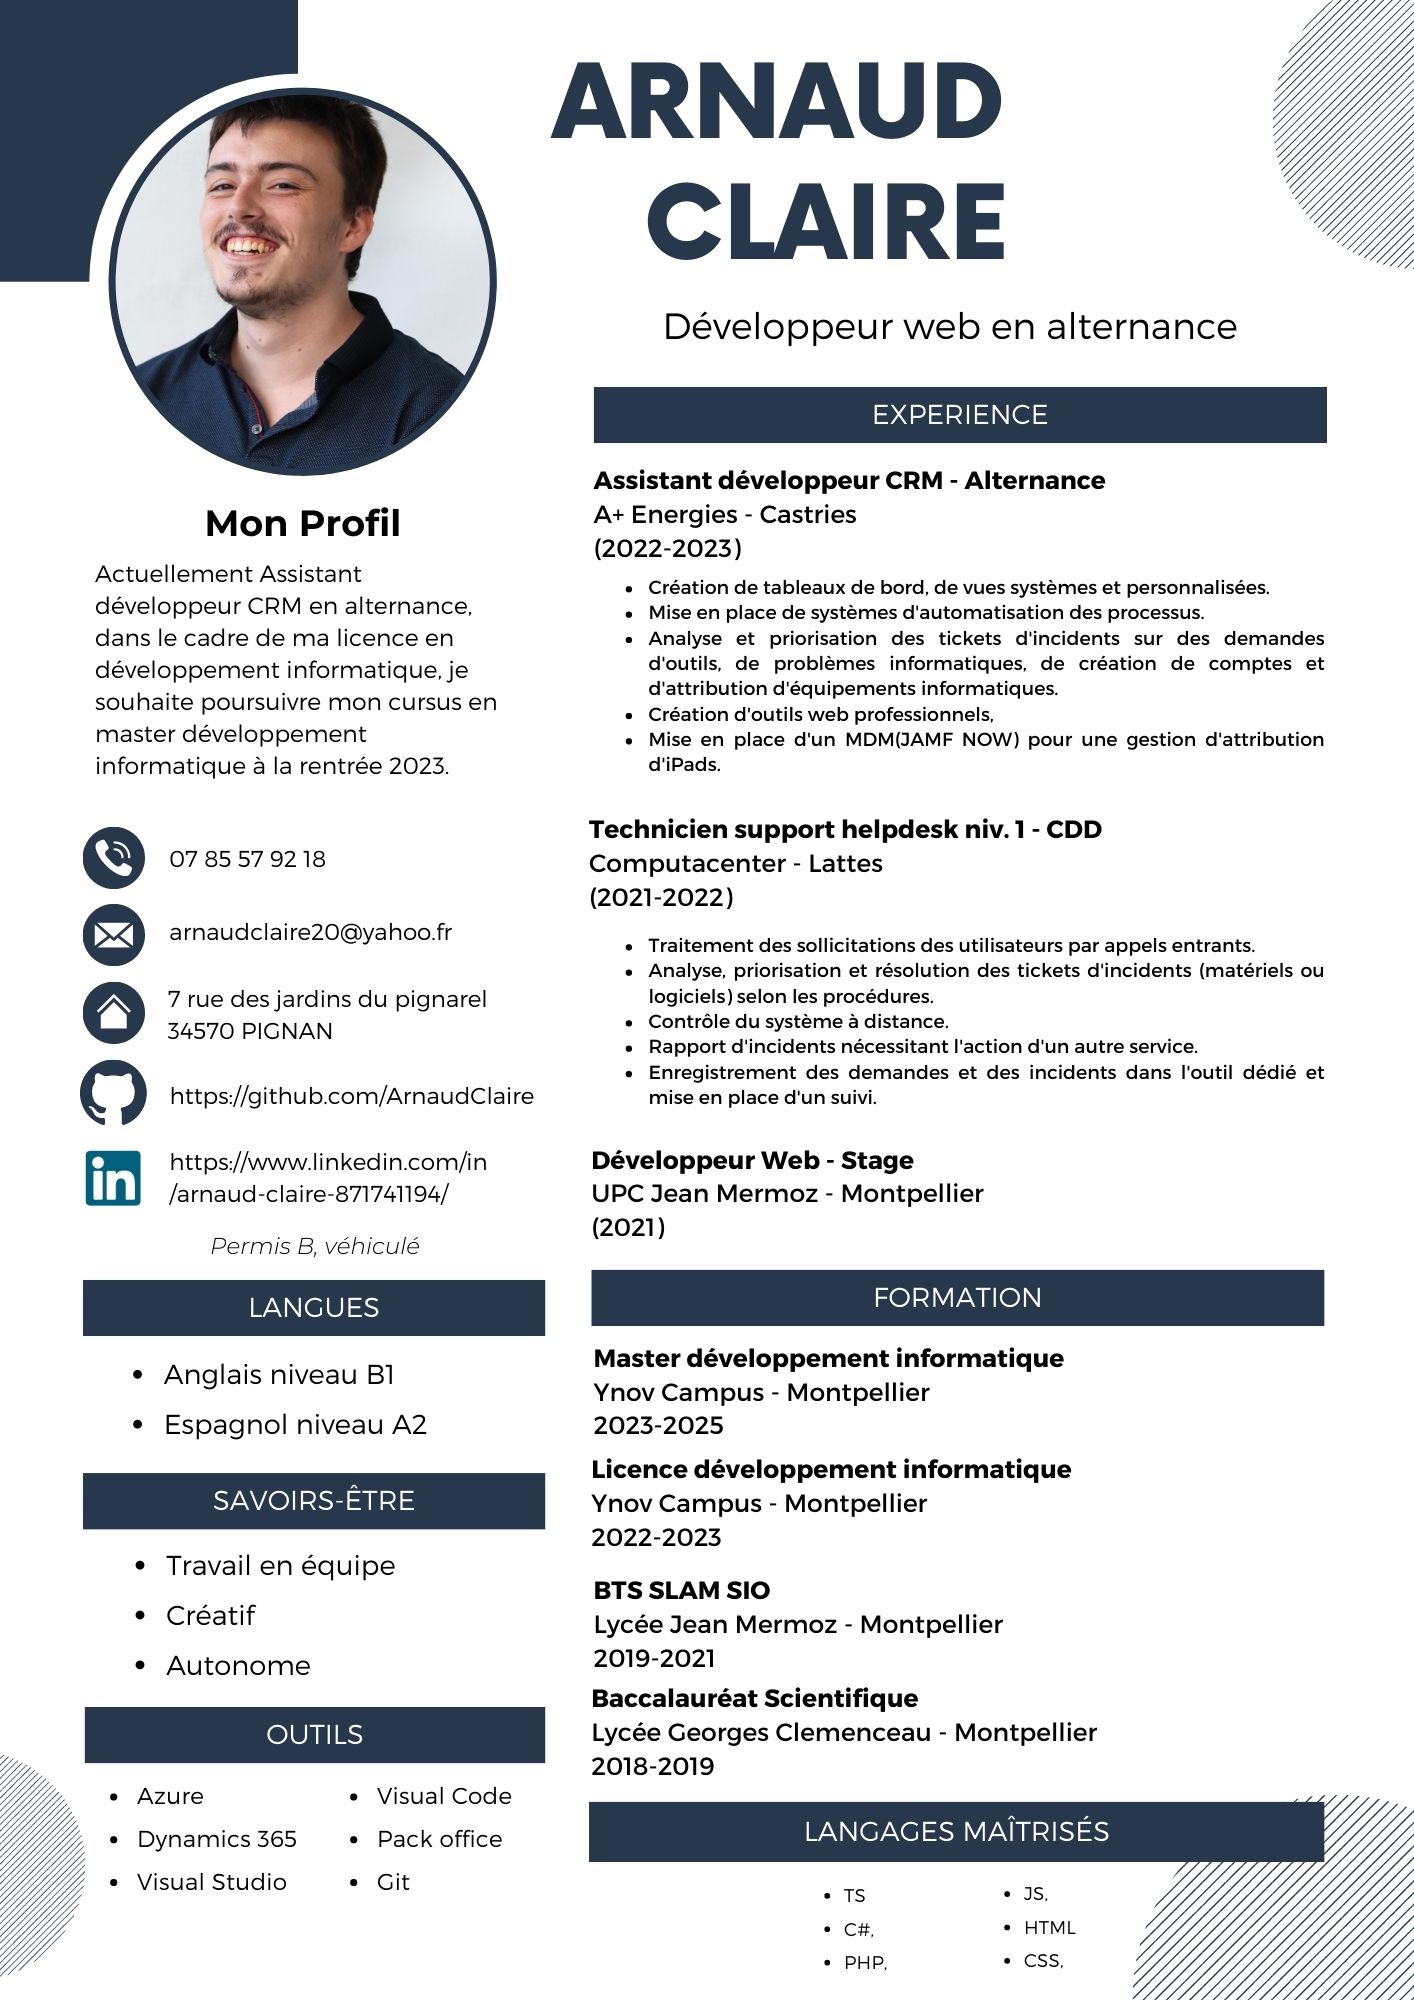 ARNAUD
CLAIRE
Développeur web en alternance
Mon Profil
Actuellement Assistant
développeur CRM en alternance,
dans le cadre de ma licence en
développement informatique, je
souhaite poursuivre mon cursus en
master développement
informatique à la rentrée 2023.
07 85 57 92 18
arnaudclaire20@yahoo.fr
7 rue des jardins du pignarel
34570 PIGNAN
https://github.com/ArnaudClaire
in
https://www.linkedin.com/in
/arnaud-claire-871741194/
Permis B, véhiculé
LANGUES
Anglais niveau B1
Espagnol niveau A2
SAVOIRS-ÊTRE
Travail en équipe
Créatif
Autonome
OUTILS
Azure
Dynamics 365
Visual Studio
Visual Code
Pack office
Git
EXPERIENCE
Assistant développeur CRM - Alternance
A+ Energies - Castries
(2022-2023)
Création de tableaux de bord, de vues systèmes et personnalisées.
Mise en place de systèmes d'automatisation des processus.
Analyse et priorisation des tickets d'incidents sur des demandes
d'outils, de problèmes informatiques, de création de comptes et
d'attribution d'équipements informatiques.
Création d'outils web professionnels,
Mise en place d'un MDM(JAMF NOW) pour une gestion d'attribution
d'iPads.
Technicien support helpdesk niv. 1 - CDD
Computacenter - Lattes
(2021-2022)
Traitement des sollicitations des utilisateurs par appels entrants.
Analyse, priorisation et résolution des tickets d'incidents (matériels ou
logiciels) selon les procédures.
Contrôle du système à distance.
Rapport d'incidents nécessitant l'action d'un autre service.
Enregistrement des demandes et des incidents dans l'outil dédié et
mise en place d'un suivi.
Développeur Web - Stage
UPC Jean Mermoz - Montpellier
(2021)
FORMATION
Master développement informatique
Ynov Campus - Montpellier
2023-2025
Licence développement informatique
Ynov Campus - Montpellier
2022-2023
BTS SLAM SIO
Lycée Jean Mermoz - Montpellier
2019-2021
Baccalauréat Scientifique
Lycée Georges Clemenceau - Montpellier
2018-2019
LANGAGES MAÎTRISÉS
TS
C#,
PHP,
JS,
HTML
CSS,